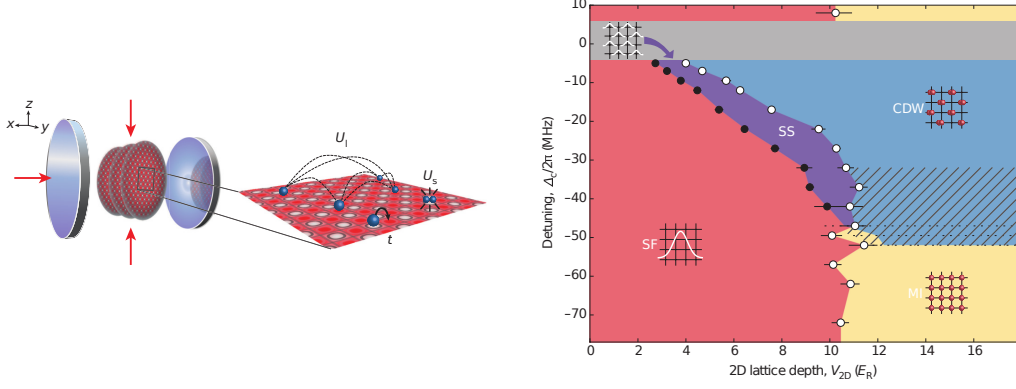 z
x
y
U_l
U_s
t
10
0
−10
−20
−30
−40
−50
−60
−70
Detuning, Δ_c/2π (MHz)
CDW
SS
SF
MI
0 2 4 6 8 10 12 14 16
2D lattice depth, V_2D (E_R)